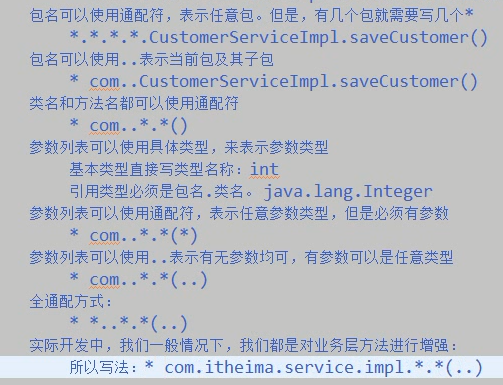 包名可以使用通配符，表示任意包。但是，有几个包就需要写几个*
*.*.*.*.CustomerServiceImpl.saveCustomer()
包名可以使用..表示当前包及其子包
* com..CustomerServiceImpl.saveCustomer()
类名和方法名都可以使用通配符
* com..*.*()
参数列表可以使用具体类型，来表示参数类型
基本类型直接写类型名称：int
引用类型必须是包名.类名。java.lang.Integer
参数列表可以使用通配符，表示任意参数类型，但是必须有参数
* com..*.*(*)
参数列表可以使用..表示有无参数均可，有参数可以是任意类型
* com..*.*(..)
全通配方式：
* *..*.*(..)
实际开发中，我们一般情况下，我们都是对业务层方法进行增强：
所以写法：* com.itheima.service.impl.*.*(..)